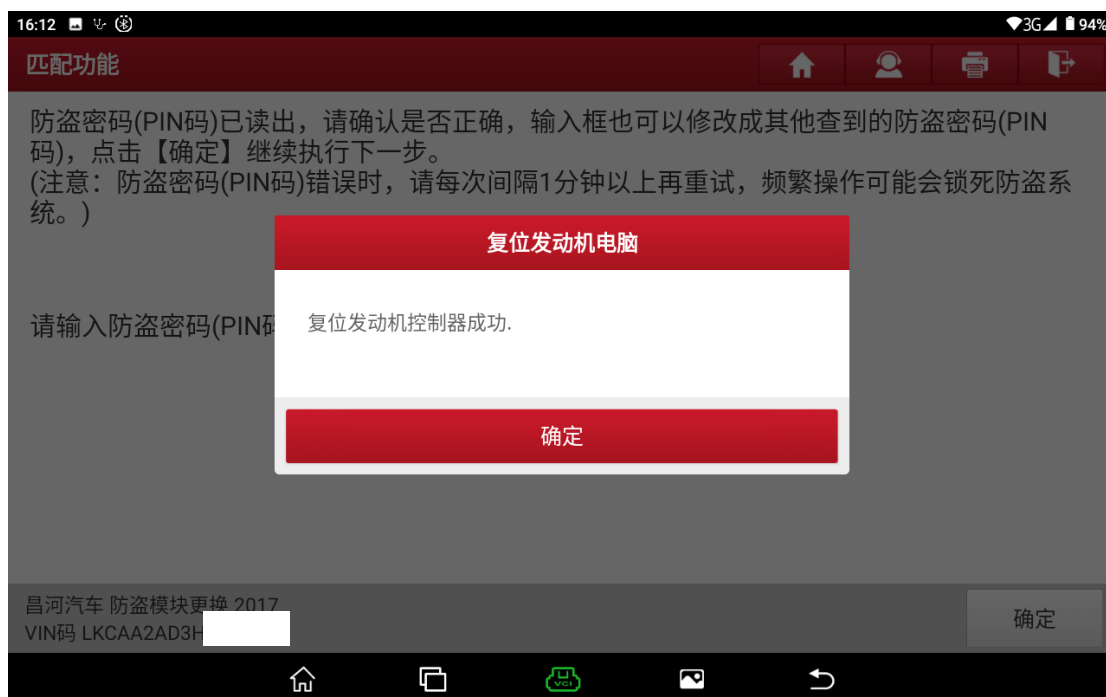 16:12 3G 94%
匹配功能
防盗密码(PIN码)已读出，请确认是否正确，输入框也可以修改成其他查到的防盗密码(PIN
码)，点击【确定】继续执行下一步。
(注意：防盗密码(PIN码)错误时，请每次间隔1分钟以上再重试，频繁操作可能会锁死防盗系
统。)
复位发动机电脑
请输入防盗密码(PIN码
复位发动机控制器成功.
确定
昌河汽车 防盗模块更换 2017
VIN码 LKCAA2AD3H
确定
VCI